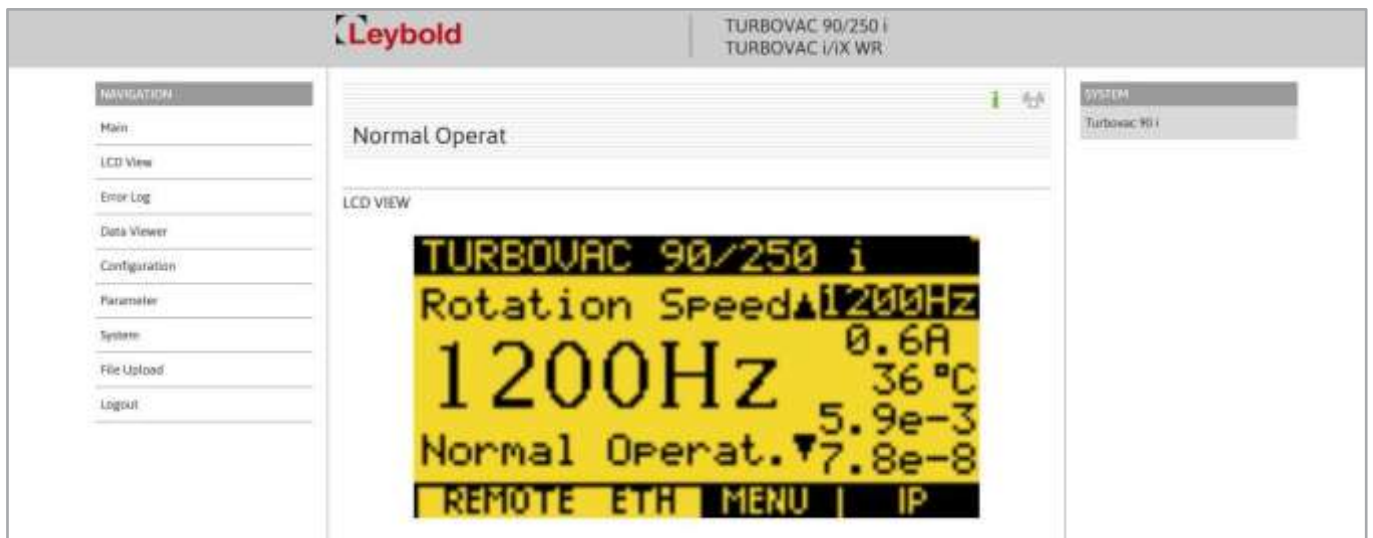 Leybold
TURBOVAC 90/250 i
TURBOVAC i/iX WR
NAVIGATION
Main
LCD View
Error Log
Data Viewer
Configuration
Parameter
System
File Upload
Logout
i
Normal Operat
LCD VIEW
TURBOVAC 90/250 i
Rotation Speed▲1200Hz
0.6A
1200Hz
36°C
5.9e-3
Normal Operat.▼7.8e-8
REMOTE ETH MENU | IP
SYSTEM
Turbovac 90 i